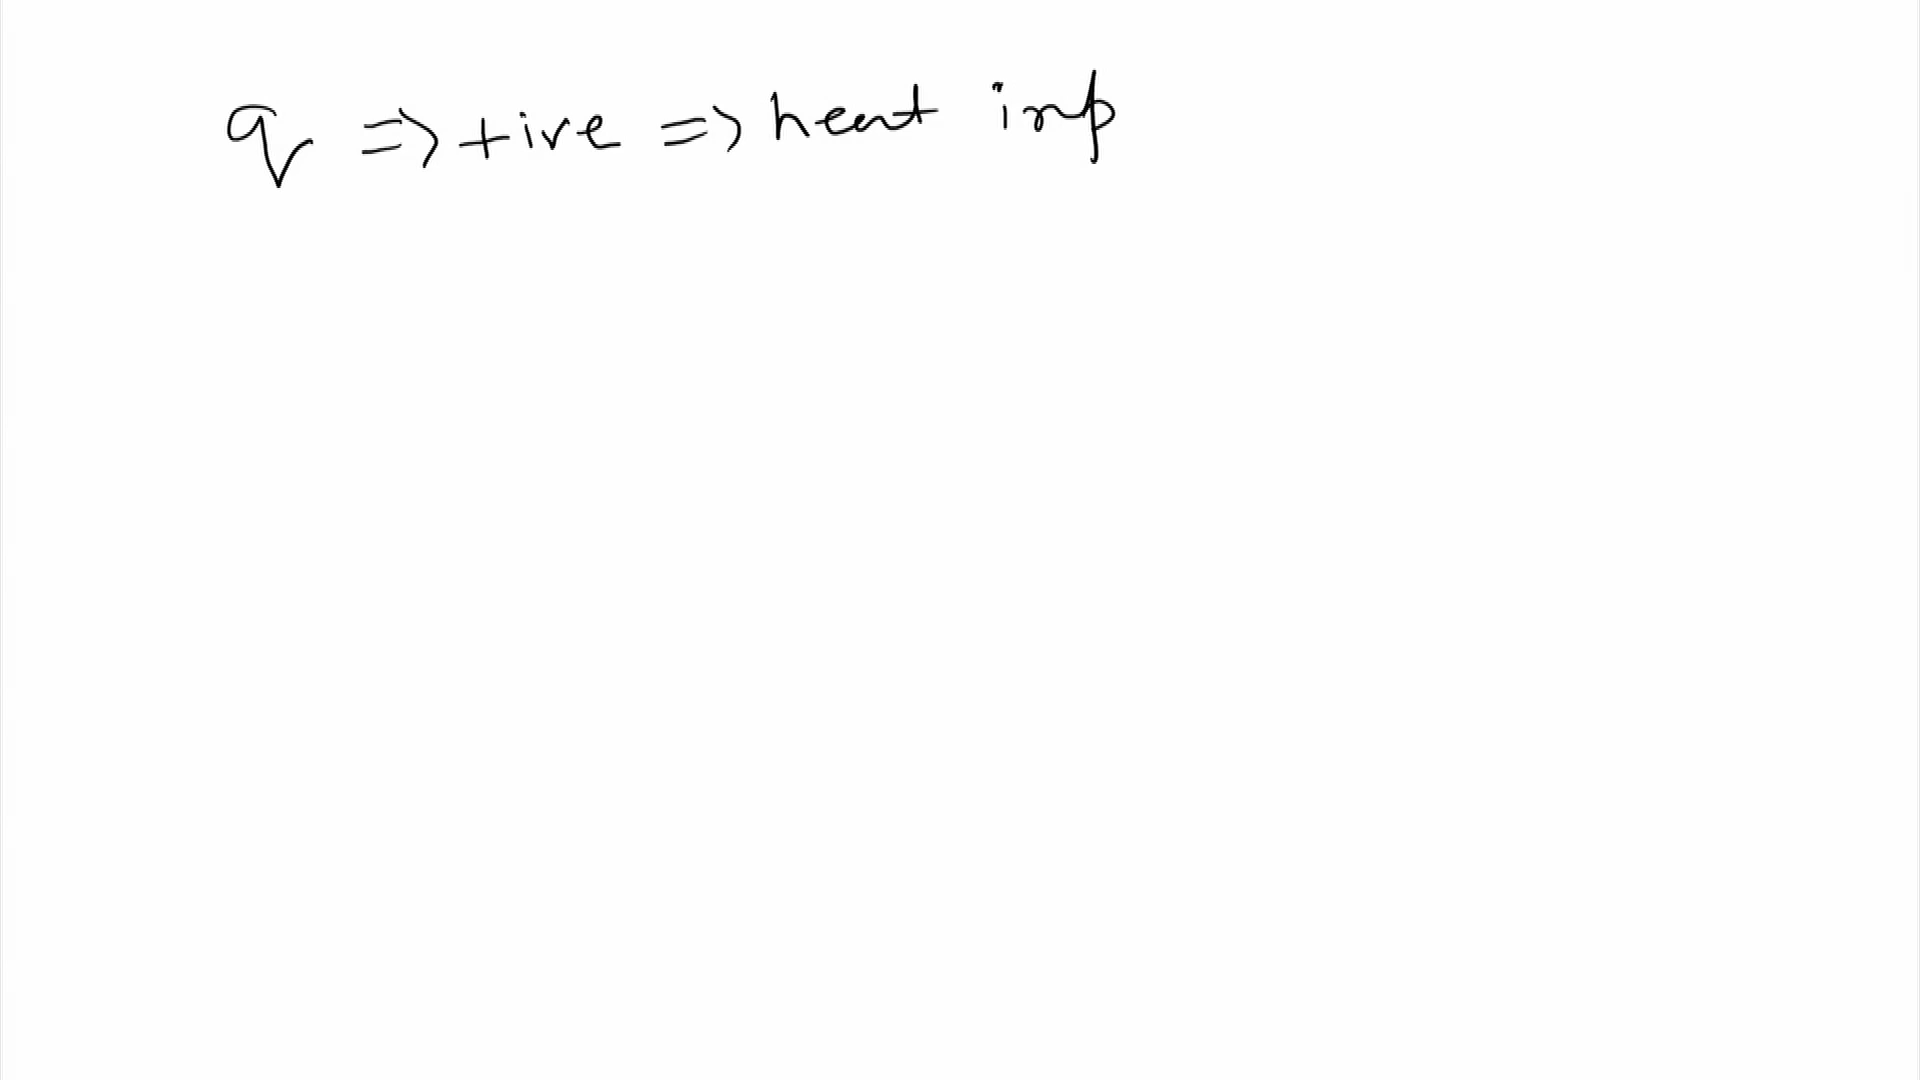 q => +ive => heat inp